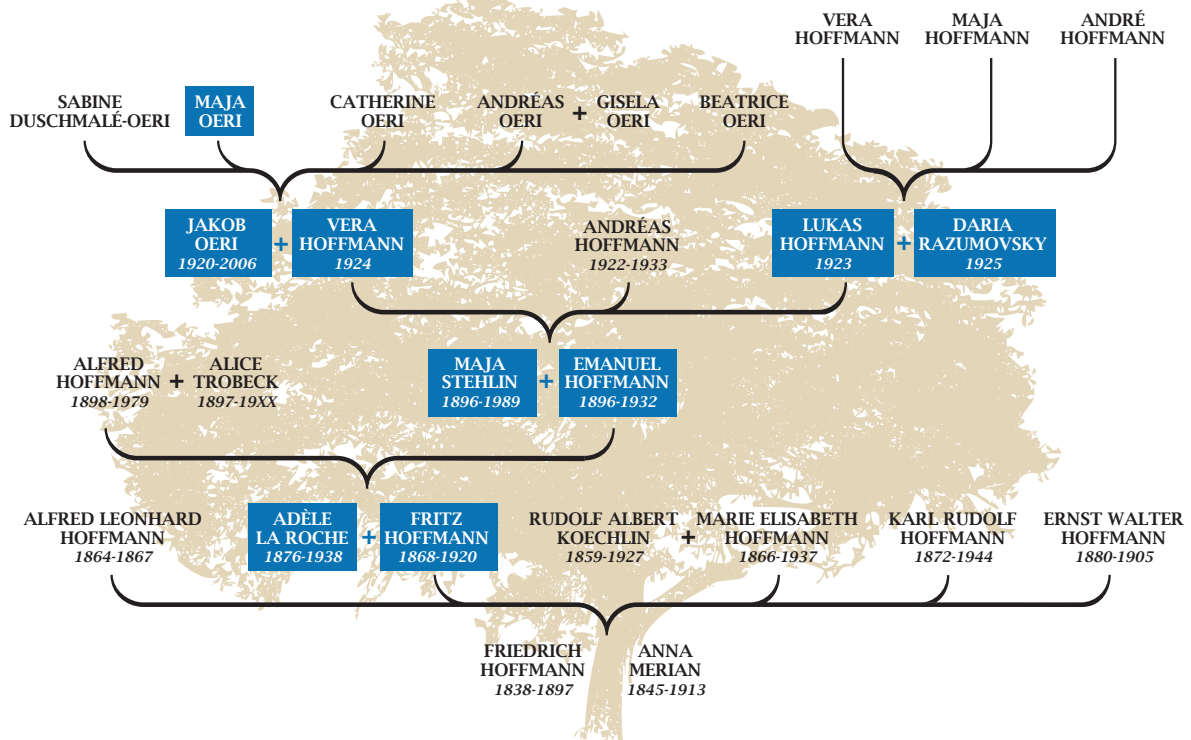 VERA
HOFFMANN
MAJA
HOFFMANN
ANDRÉ
HOFFMANN
SABINE
DUSCHMALÉ-OERI
MAJA
OERI
CATHERINE
OERI
ANDRÉAS
OERI
+
GISELA
OERI
BEATRICE
OERI
JAKOB
OERI
1920-2006
+
VERA
HOFFMANN
1924
ANDRÉAS
HOFFMANN
1922-1933
LUKAS
HOFFMANN
1923
+
DARIA
RAZUMOVSKY
1925
ALFRED
HOFFMANN
1898-1979
+
ALICE
TROBECK
1897-19XX
MAJA
STEHLIN
1896-1989
+
EMANUEL
HOFFMANN
1896-1932
ALFRED LEONHARD
HOFFMANN
1864-1867
ADÈLE
LA ROCHE
1876-1938
+
FRITZ
HOFFMANN
1868-1920
RUDOLF ALBERT
KOECHLIN
1859-1927
+
MARIE ELISABETH
HOFFMANN
1866-1937
KARL RUDOLF
HOFFMANN
1872-1944
ERNST WALTER
HOFFMANN
1880-1905
FRIEDRICH
HOFFMANN
1838-1897
ANNA
MERIAN
1845-1913